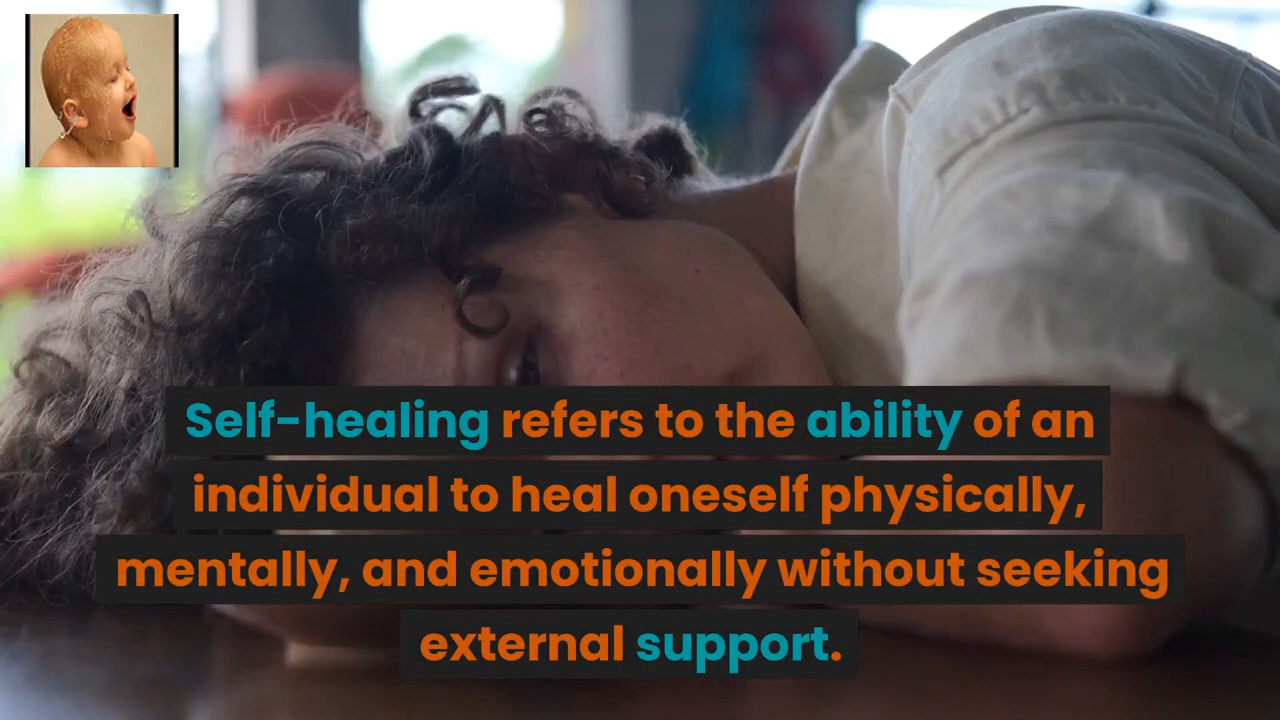 Self-healing refers to the ability of an
individual to heal oneself physically,
mentally, and emotionally without seeking
external support.